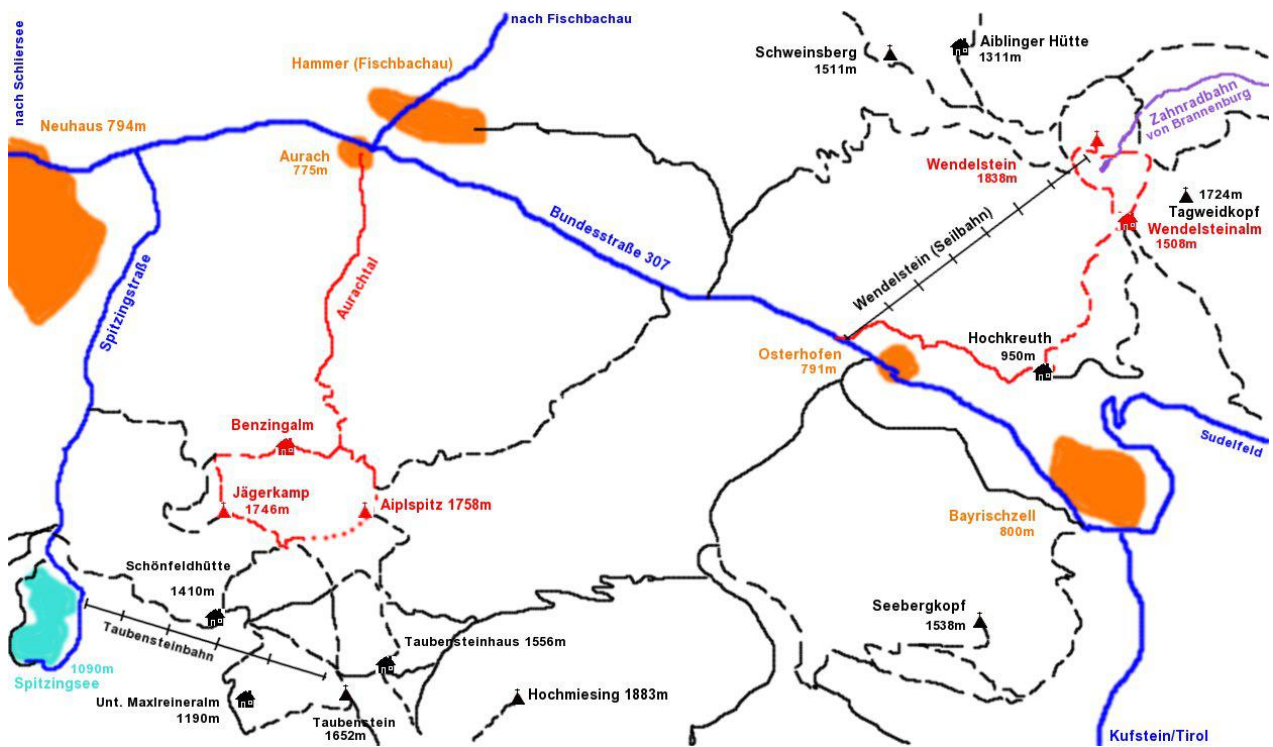 nach Schliersee
nach Fischbachau
Hammer (Fischbachau)
Schweinsberg
1511m
Aiblinger Hütte
1311m
Zahnradbahn
von Brannenburg
Neuhaus 794m
Aurach
775m
Wendelstein
1838m
1724m
Tagweidkopf
Wendelsteinalm
1508m
Bundesstraße 307
Wendelstein (Seilbahn)
Spitzingstraße
Aurachtal
Osterhofen
791m
Hochkreuth
950m
Benzingalm
Sudelfeld
Jägerkamp
1746m
Aiplspitz 1758m
Bayrischzell
800m
Schönfeldhütte
1410m
Seebergkopf
1538m
Taubensteinbahn
Taubensteinhaus 1556m
1090m
Spitzingsee
Unt. Maxlreineralm
1190m
Hochmiesing 1883m
Taubenstein
1652m
Kufstein/Tirol